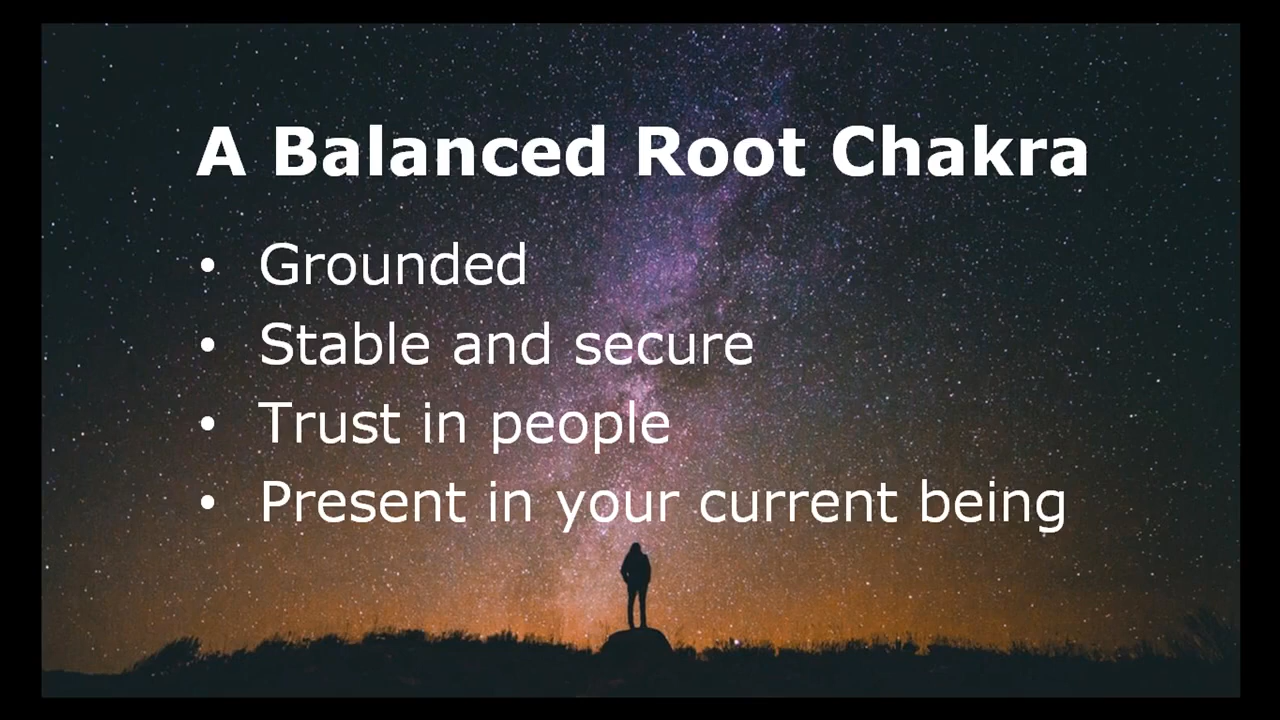 A Balanced Root Chakra
• Grounded
• Stable and secure
• Trust in people
• Present in your current being